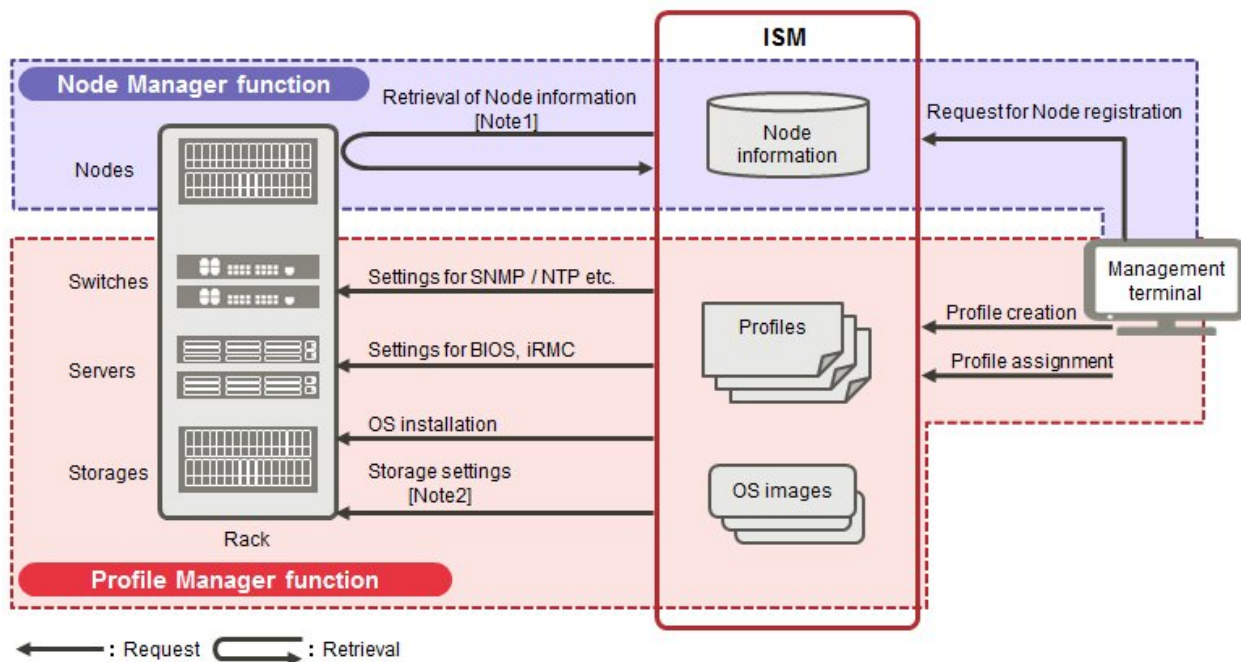 ISM
Node Manager function
Retrieval of Node information
[Note1]
Request for Node registration
Node
information
Nodes
Management
terminal
Switches
Settings for SNMP / NTP etc.
Profiles
Profile creation
Servers
Settings for BIOS, iRMC
Profile assignment
OS installation
Storages
Storage settings
[Note2]
OS images
Rack
Profile Manager function
: Request
: Retrieval